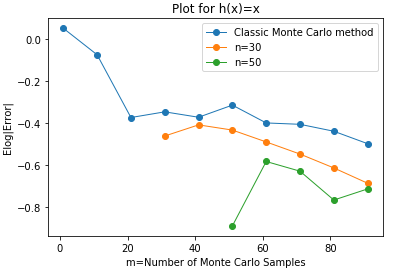 Plot for h(x)=x
Classic Monte Carlo method
n=30
n=50
Elog|Error|
0.0
−0.2
−0.4
−0.6
−0.8
0
20
40
60
80
m=Number of Monte Carlo Samples